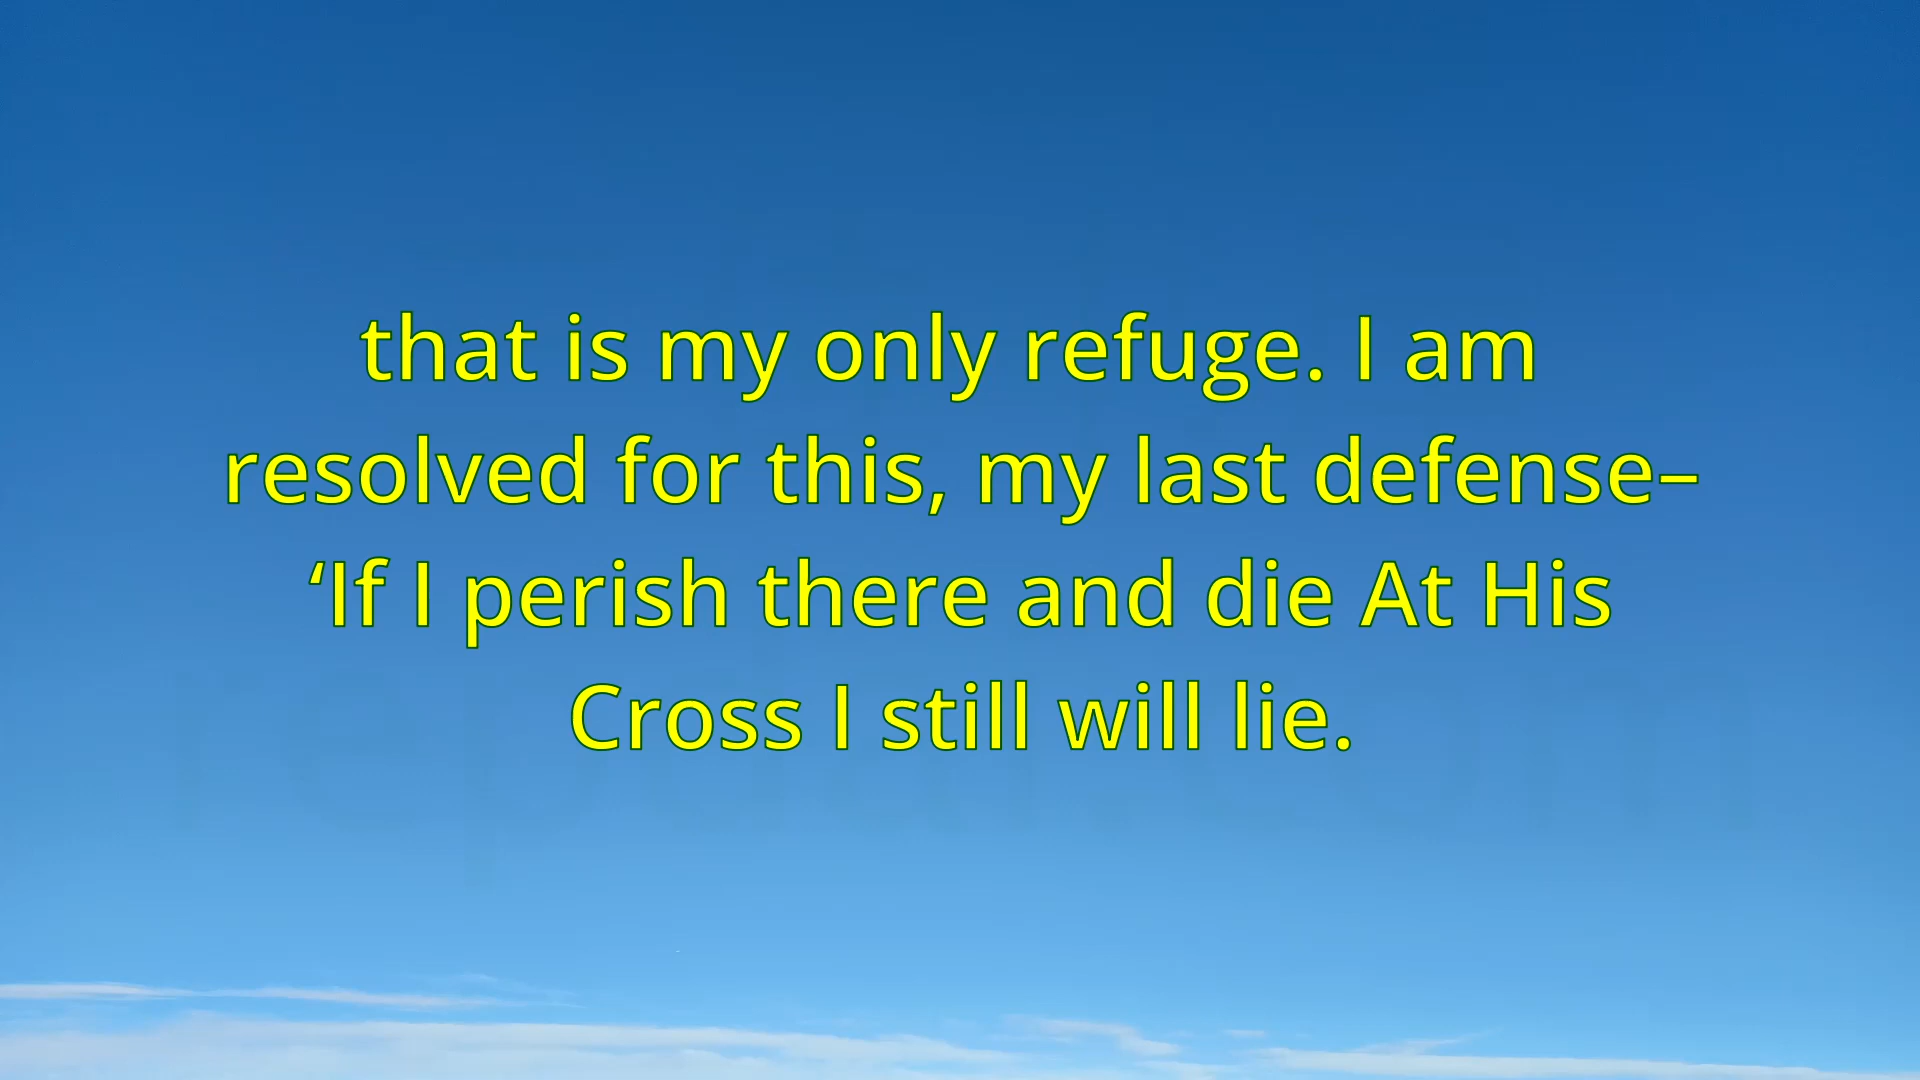 that is my only refuge. I am
resolved for this, my last defense–
‘If I perish there and die At His
Cross I still will lie.